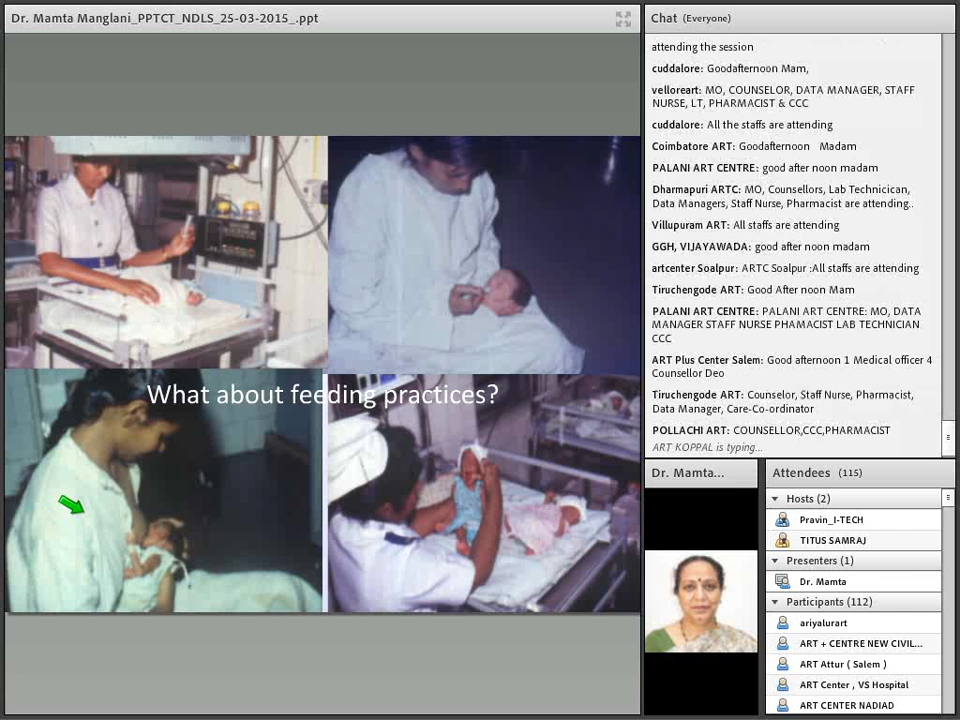 Dr. Mamta Manglani_PPTCT_NDLS_25-03-2015_.ppt
What about feeding practices?
Chat (Everyone)
attending the session
cuddalore: Goodafternoon Mam,
velloreart: MO, COUNSELOR, DATA MANAGER, STAFF
NURSE, LT, PHARMACIST & CCC
cuddalore: All the staffs are attending
Coimbatore ART: Goodafternoon Madam
PALANI ART CENTRE: good after noon madam
Dharmapuri ARTC: MO, Counsellors, Lab Technicican,
Data Managers, Staff Nurse, Pharmacist are attending..
Villupuram ART: All staffs are attending
GGH, VIJAYAWADA: good after noon madam
artcenter Soalpur: ARTC Soalpur :All staffs are attending
Tiruchengode ART: Good After noon Mam
PALANI ART CENTRE: PALANI ART CENTRE: MO, DATA
MANAGER STAFF NURSE PHAMACIST LAB TECHNICIAN
CCC
ART Plus Center Salem: Good afternoon 1 Medical officer 4
Counsellor Deo
Tiruchengode ART: Counselor, Staff Nurse, Pharmacist,
Data Manager, Care-Co-ordinator
POLLACHI ART: COUNSELLOR,CCC,PHARMACIST
ART KOPPAL is typing...
Dr. Mamta...
Attendees (115)
Hosts (2)
Pravin_I-TECH
TITUS SAMRAJ
Presenters (1)
Dr. Mamta
Participants (112)
ariyalurart
ART + CENTRE NEW CIVIL...
ART Attur ( Salem )
ART Center , VS Hospital
ART CENTER NADIAD